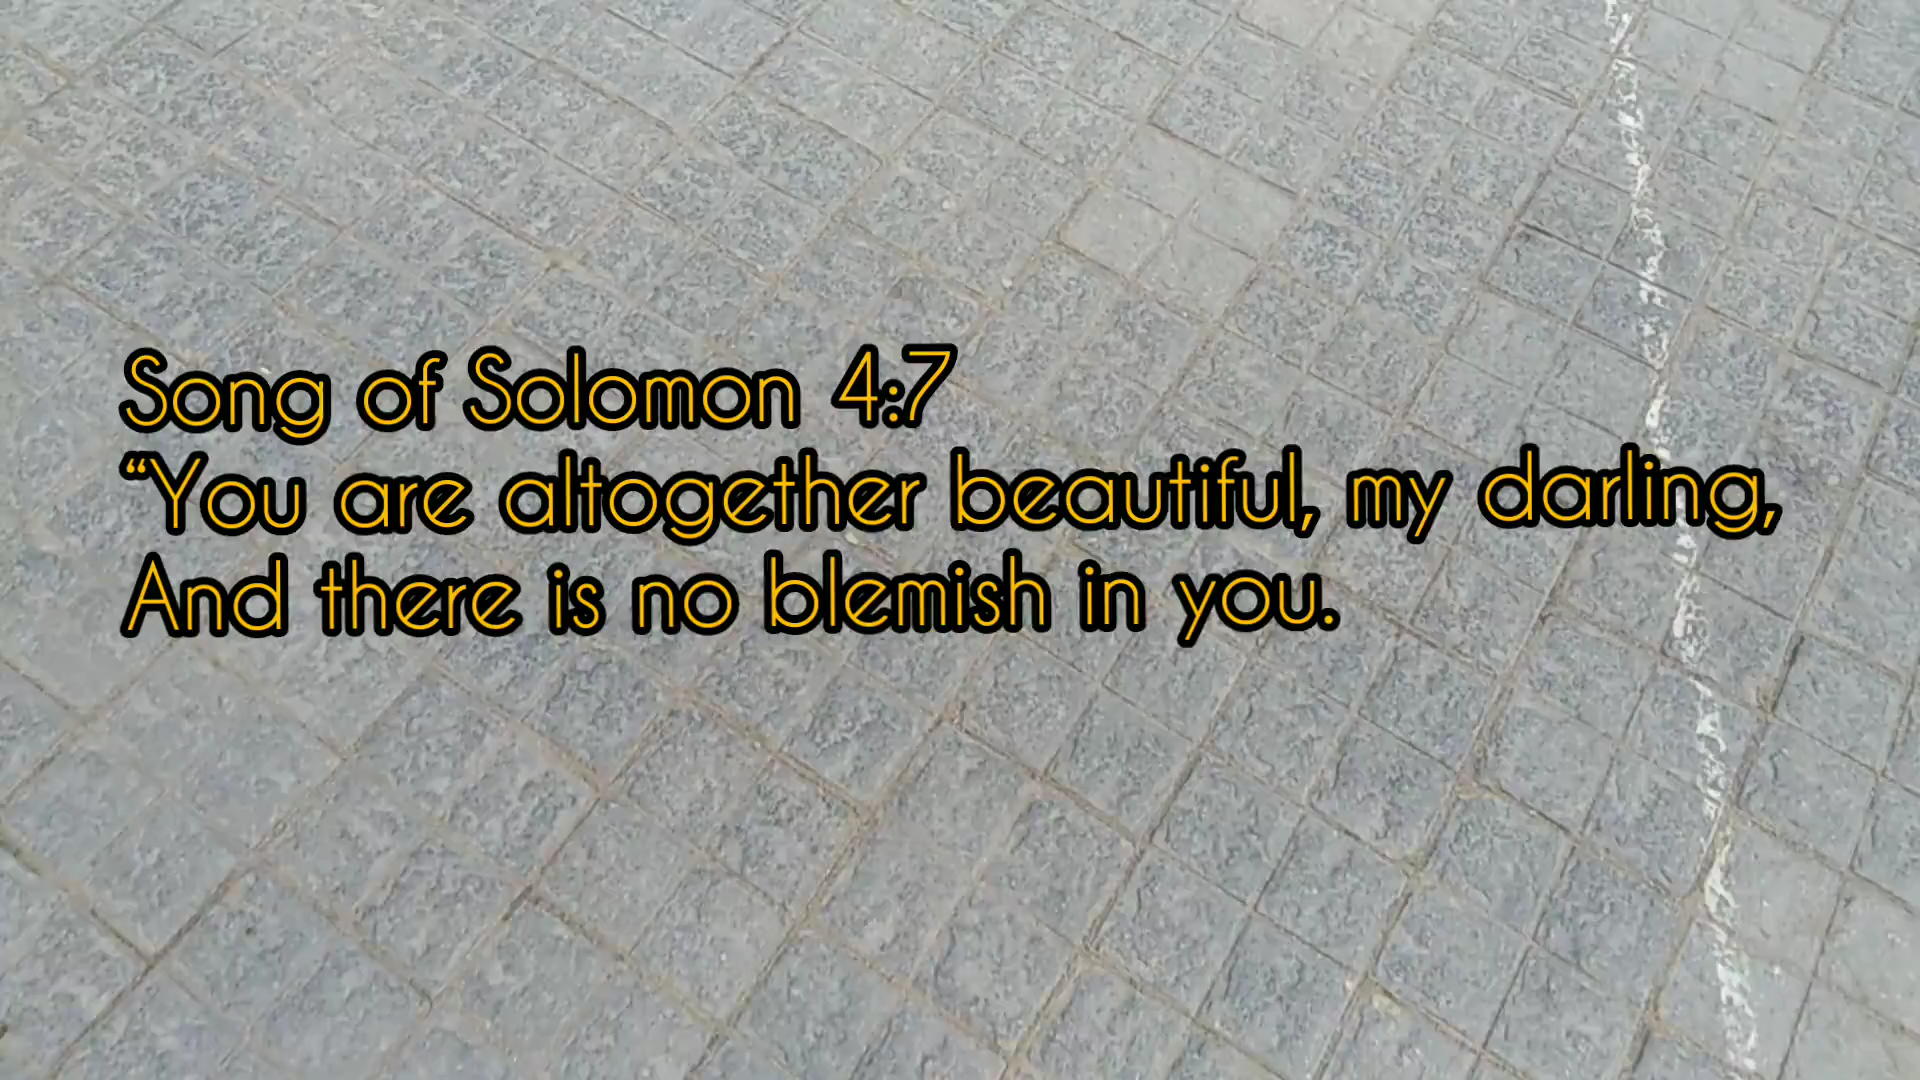 Song of Solomon 4:7
“You are altogether beautiful, my darling,
And there is no blemish in you.